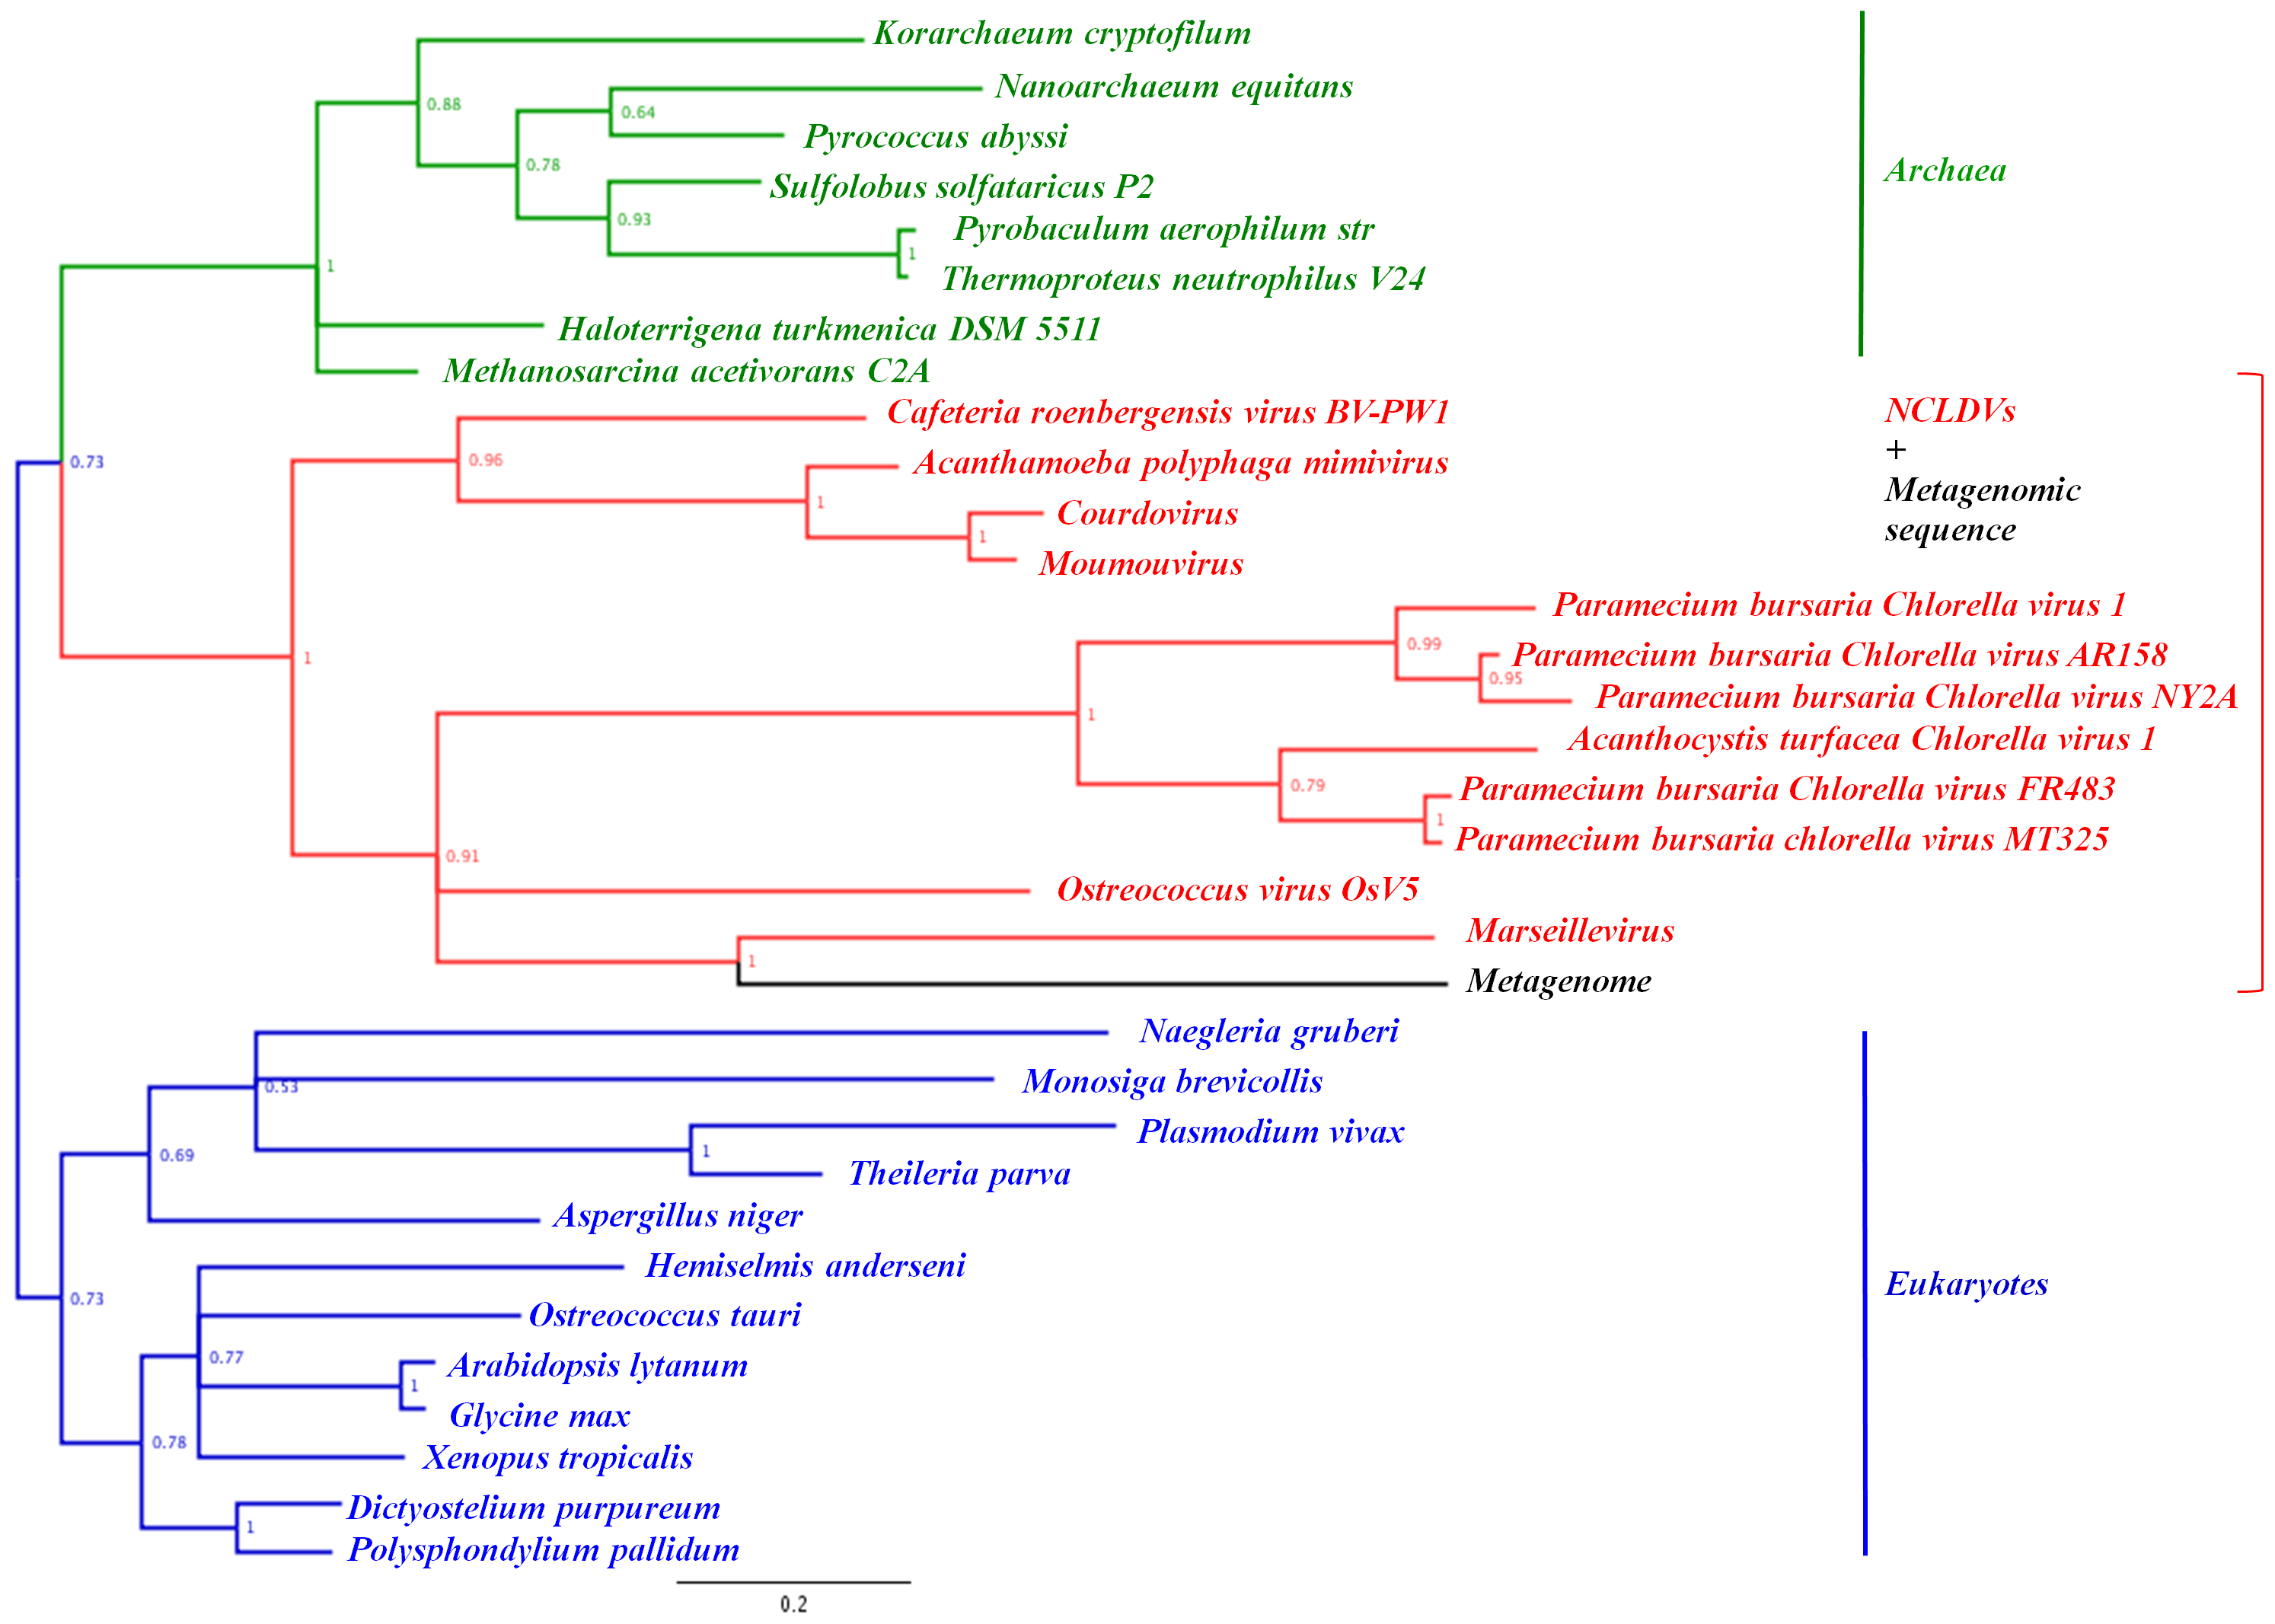 Korarchaeum cryptofilum
Nanoarchaeum equitans
0.88
0.64
Pyrococcus abyssi
0.78
Archaea
Sulfolobus solfataricus P2
0.93
Pyrobaculum aerophilum str
1
1
Thermoproteus neutrophilus V24
Haloterrigena turkmenica DSM 5511
Methanosarcina acetivorans C2A
Cafeteria roenbergensis virus BV-PW1
NCLDVs
+
0.73
0.96
Acanthamoeba polyphaga mimivirus
Metagenomic
1
Courdovirus
sequence
1
Moumouvirus
Paramecium bursaria Chlorella virus 1
0.99
1
Paramecium bursaria Chlorella virus AR158
0.95
Paramecium bursaria Chlorella virus NY2A
1
Acanthocystis turfacea Chlorella virus 1
0.79
Paramecium bursaria Chlorella virus FR483
1
Paramecium bursaria chlorella virus MT325
0.91
Ostreococcus virus OsV5
Marseillevirus
1
Metagenome
Naegleria gruberi
0.53
Monosiga brevicollis
Plasmodium vivax
0.69
1
Theileria parva
Aspergillus niger
Hemiselmis anderseni
Eukaryotes
0.73
Ostreococcus tauri
0.77
Arabidopsis lytanum
1
Glycine max
0.78
Xenopus tropicalis
Dictyostelium purpureum
1
Polysphondylium pallidum
0.2